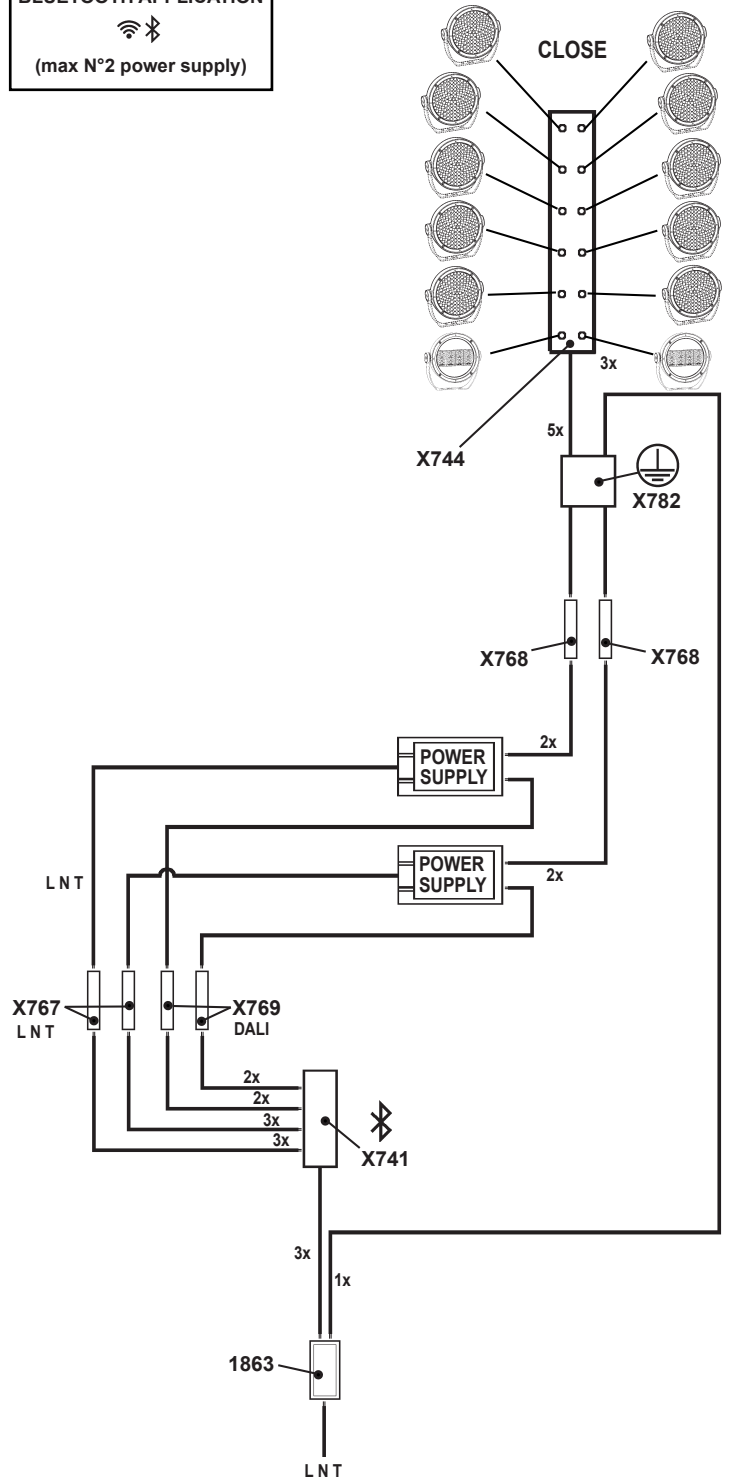 BLUETOOTH APPLICATION
(max N°2 power supply)
CLOSE
3x
5x
X744
X782
X768
X768
2x
POWER
SUPPLY
POWER
SUPPLY
2x
L N T
X767
L N T
X769
DALI
2x
2x
3x
3x
X741
3x
1x
1863
L N T